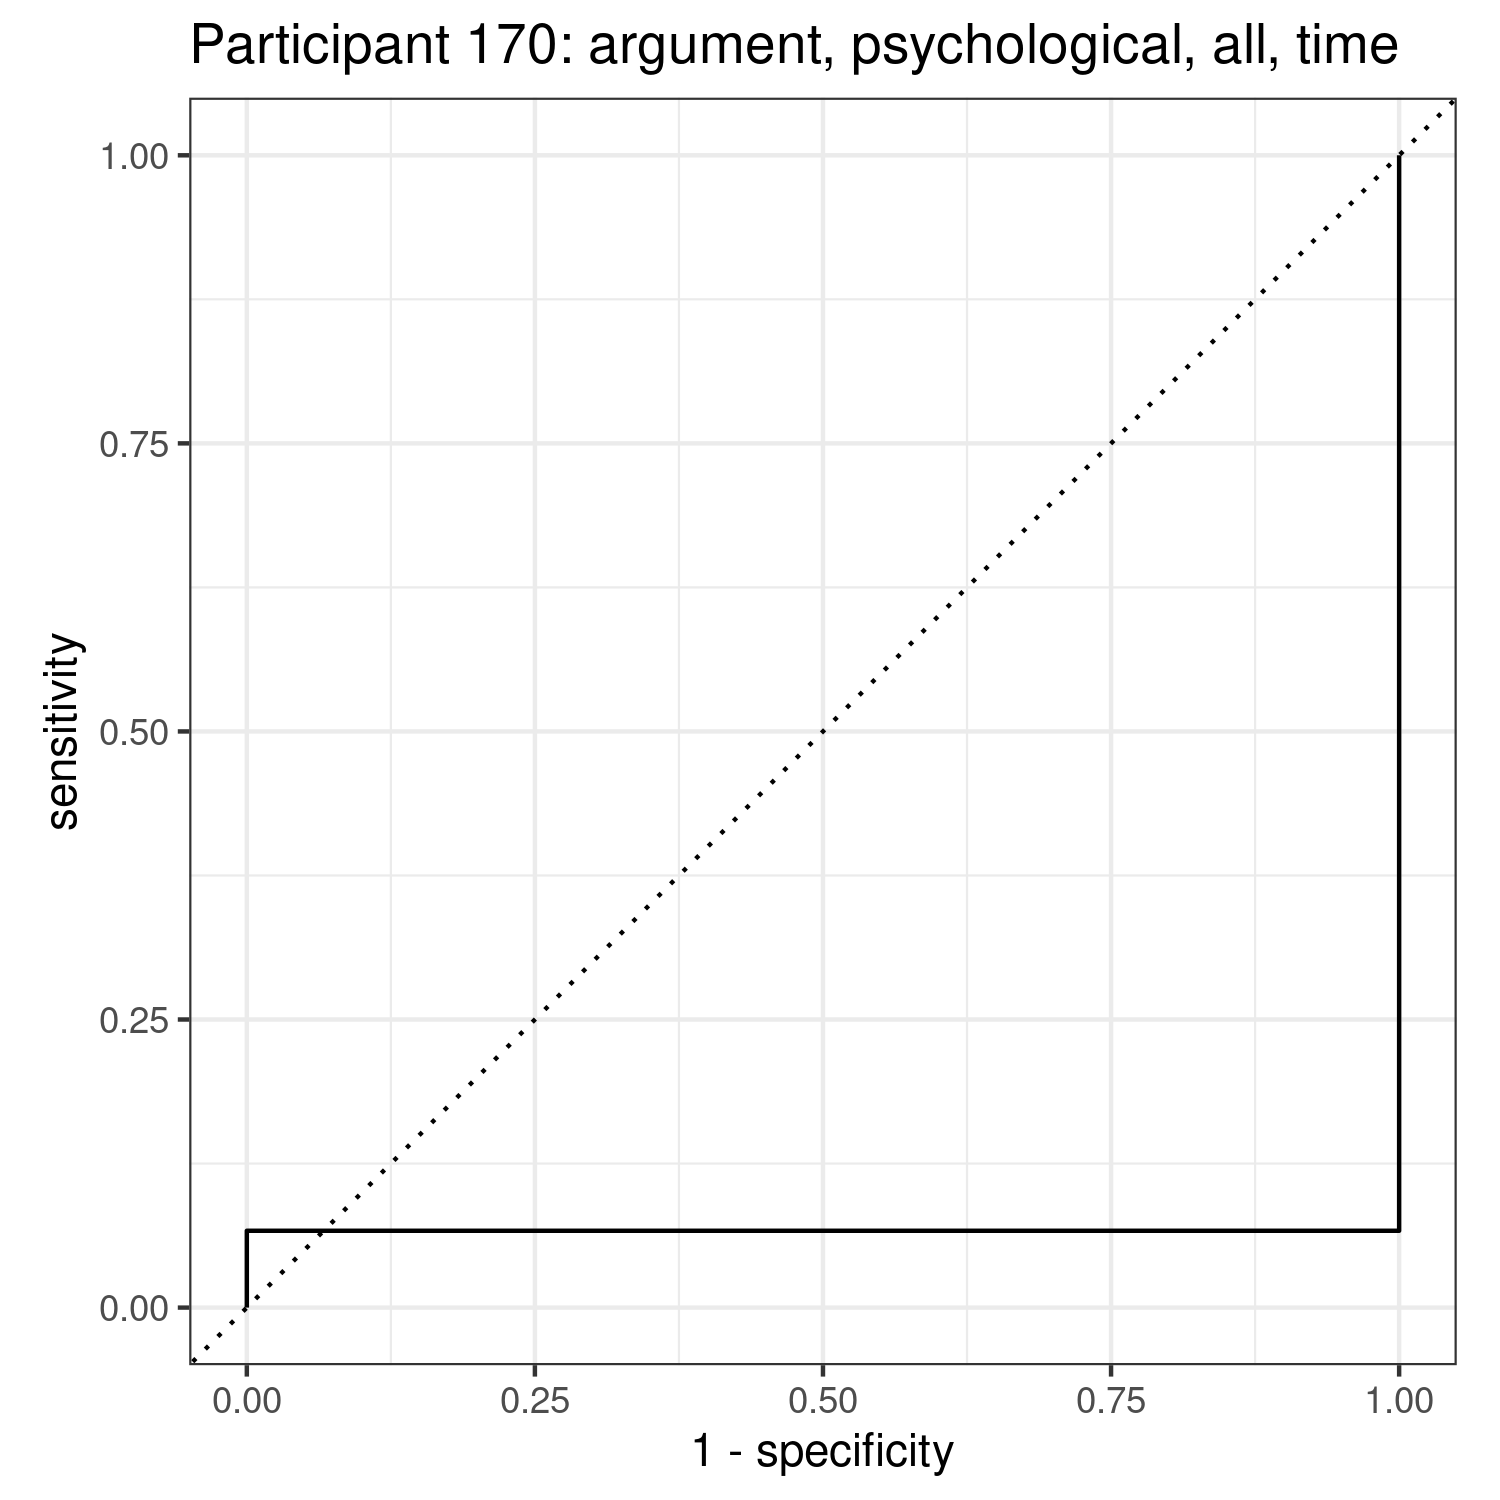 Participant 170: argument, psychological, all, time
1.00
0.75
0.50
0.25
0.00
sensitivity
0.00 0.25 0.50 0.75 1.00
1 - specificity